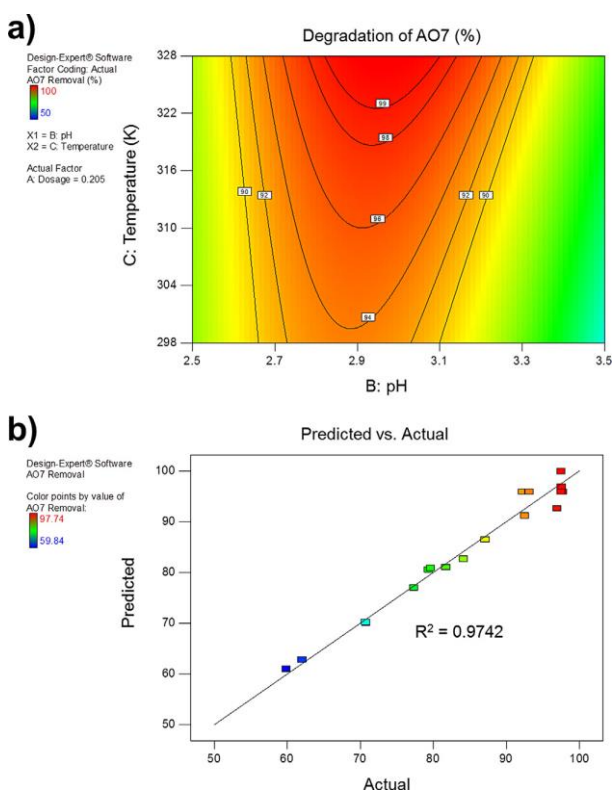 a)
Degradation of AO7 (%)
Design-Expert® Software
Factor Coding: Actual
AO7 Removal (%)
100
50
X1 = B: pH
X2 = C: Temperature
Actual Factor
A: Dosage = 0.205
C: Temperature (K)
328
322
316
310
304
298
99
98
90
92
92
90
96
94
2.5
2.7
2.9
3.1
3.3
3.5
B: pH
b)
Predicted vs. Actual
Design-Expert® Software
AO7 Removal
Color points by value of
AO7 Removal:
97.74
59.84
Predicted
100
90
80
70
60
50
R² = 0.9742
50
60
70
80
90
100
Actual